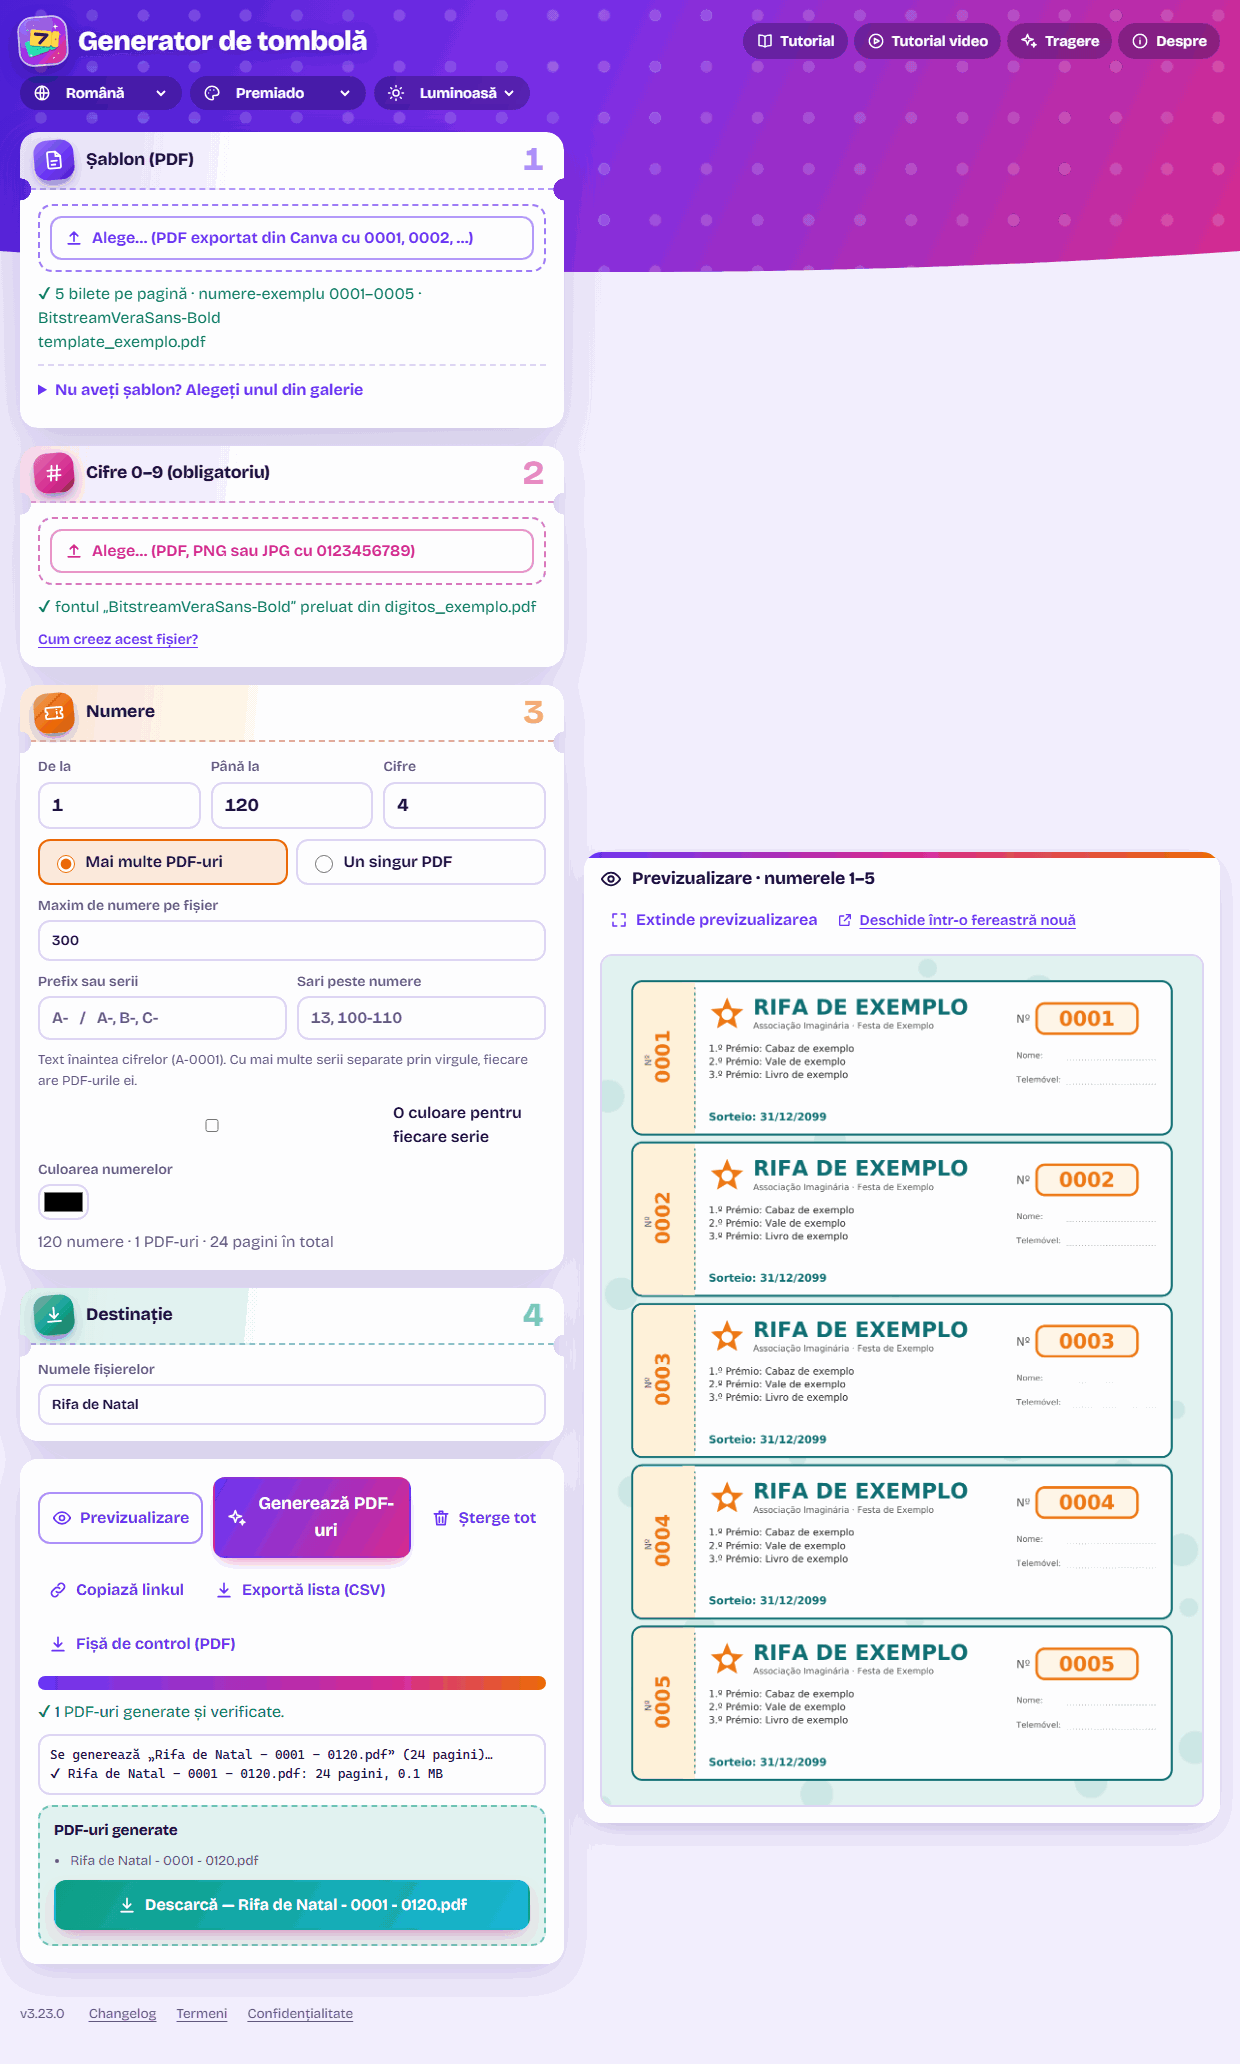 Generator de tombolă
Tutorial
Tutorial video
Tragere
Despre
Română
Premiado
Luminoasă
Șablon (PDF)
1
Alege... (PDF exportat din Canva cu 0001, 0002, ...)
✓ 5 bilete pe pagină · numere-exemplu 0001–0005 ·
BitstreamVeraSans-Bold
template_exemplo.pdf
Nu aveți șablon? Alegeți unul din galerie
Cifre 0–9 (obligatoriu)
2
Alege... (PDF, PNG sau JPG cu 0123456789)
✓ fontul „BitstreamVeraSans-Bold” preluat din digitos_exemplo.pdf
Cum creez acest fișier?
Numere
3
De la
Până la
Cifre
1
120
4
Mai multe PDF-uri
Un singur PDF
Maxim de numere pe fișier
300
Prefix sau serii
Sari peste numere
A- / A-, B-, C-
13, 100-110
Text înaintea cifrelor (A-0001). Cu mai multe serii separate prin virgule, fiecare
are PDF-urile ei.
O culoare pentru
fiecare serie
Culoarea numerelor
120 numere · 1 PDF-uri · 24 pagini în total
Destinație
4
Numele fișierelor
Rifa de Natal
Previzualizare
Generează PDF-
uri
Șterge tot
Copiază linkul
Exportă lista (CSV)
Fișă de control (PDF)
✓ 1 PDF-uri generate și verificate.
Se generează „Rifa de Natal – 0001 – 0120.pdf” (24 pagini)…
✓ Rifa de Natal – 0001 – 0120.pdf: 24 pagini, 0.1 MB
PDF-uri generate
• Rifa de Natal - 0001 - 0120.pdf
Descarcă — Rifa de Natal - 0001 - 0120.pdf
v3.23.0
Changelog
Termeni
Confidențialitate
Previzualizare · numerele 1–5
Extinde previzualizarea
Deschide într-o fereastră nouă
Nº 0001
RIFA DE EXEMPLO
Associação Imaginária · Festa de Exemplo
1.º Prémio: Cabaz de exemplo
2.º Prémio: Vale de exemplo
3.º Prémio: Livro de exemplo
Sorteio: 31/12/2099
Nº 0001
Nome:
Telemóvel:
Nº 0002
RIFA DE EXEMPLO
Associação Imaginária · Festa de Exemplo
1.º Prémio: Cabaz de exemplo
2.º Prémio: Vale de exemplo
3.º Prémio: Livro de exemplo
Sorteio: 31/12/2099
Nº 0002
Nome:
Telemóvel:
Nº 0003
RIFA DE EXEMPLO
Associação Imaginária · Festa de Exemplo
1.º Prémio: Cabaz de exemplo
2.º Prémio: Vale de exemplo
3.º Prémio: Livro de exemplo
Sorteio: 31/12/2099
Nº 0003
Nome:
Telemóvel:
Nº 0004
RIFA DE EXEMPLO
Associação Imaginária · Festa de Exemplo
1.º Prémio: Cabaz de exemplo
2.º Prémio: Vale de exemplo
3.º Prémio: Livro de exemplo
Sorteio: 31/12/2099
Nº 0004
Nome:
Telemóvel:
Nº 0005
RIFA DE EXEMPLO
Associação Imaginária · Festa de Exemplo
1.º Prémio: Cabaz de exemplo
2.º Prémio: Vale de exemplo
3.º Prémio: Livro de exemplo
Sorteio: 31/12/2099
Nº 0005
Nome:
Telemóvel: